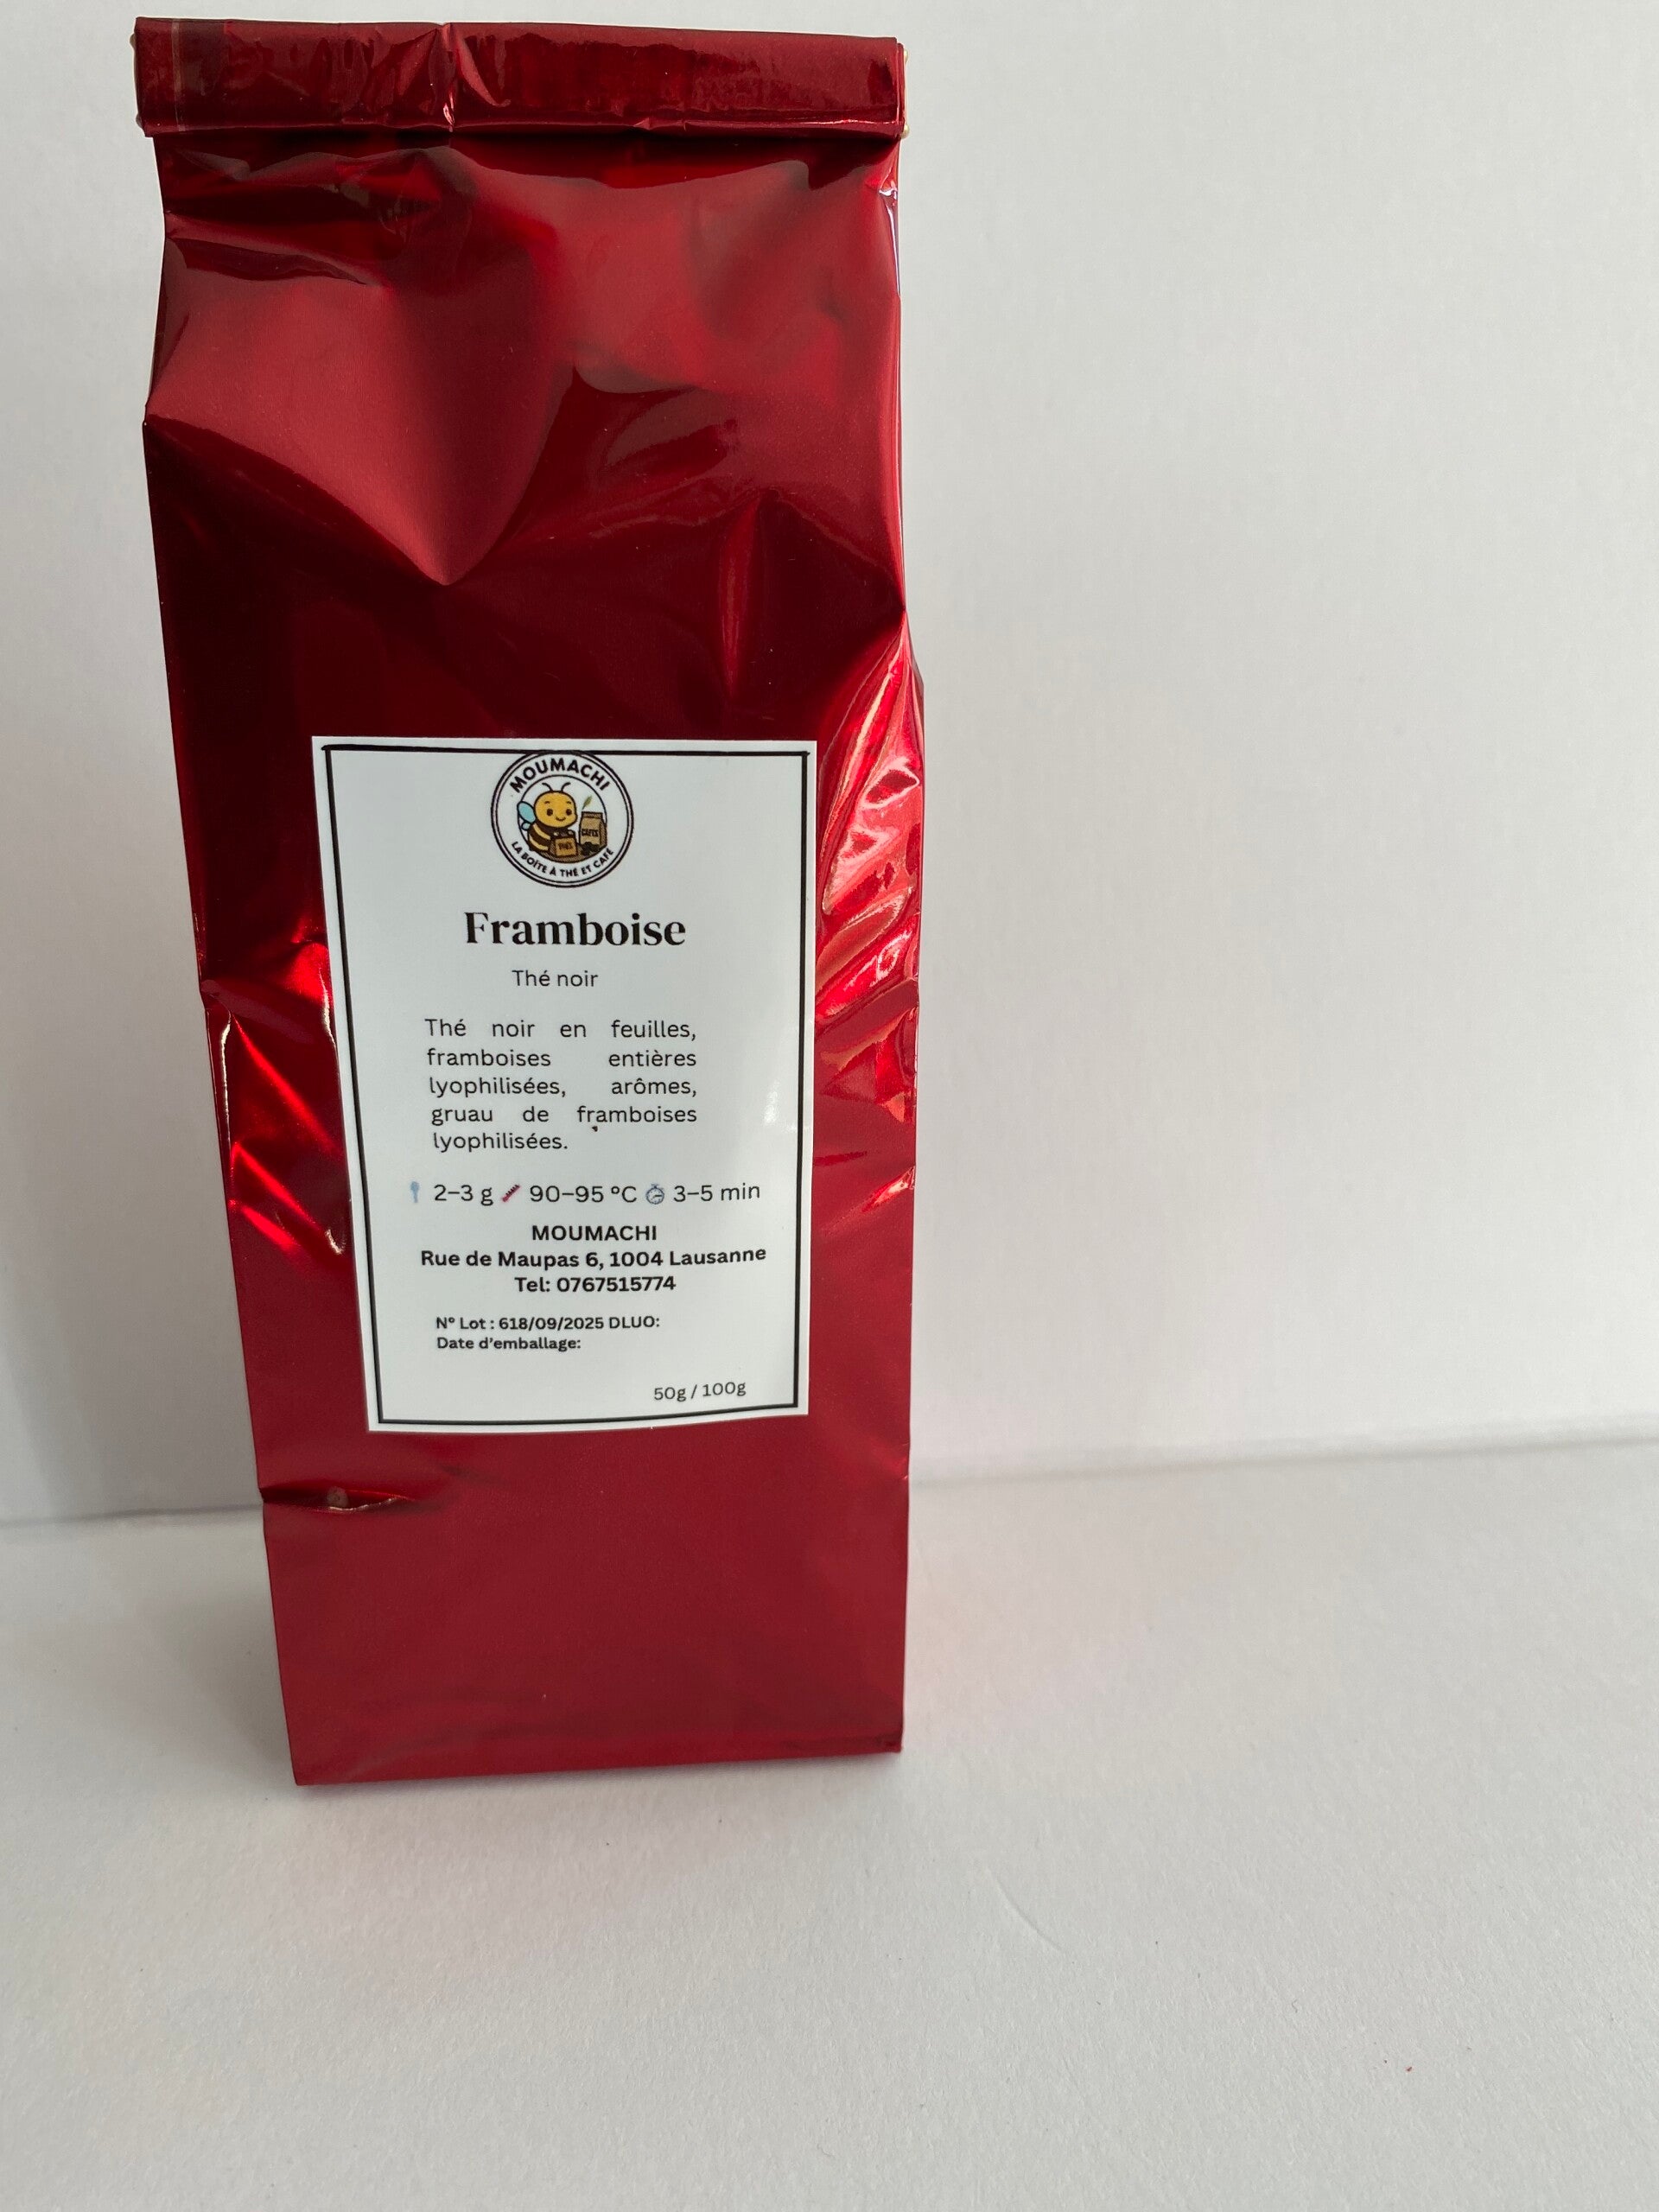 MOUMACHI
CAFÉS
LA BOÎTE À THÉ ET CAFÉ
Framboise
Thé noir
Thé noir en feuilles,
framboises entières
lyophilisées, arômes,
gruau de framboises
lyophilisées.
2–3 g 90–95 °C 3–5 min
MOUMACHI
Rue de Maupas 6, 1004 Lausanne
Tel: 0767515774
N° Lot : 618/09/2025 DLUO:
Date d'emballage:
50g / 100g